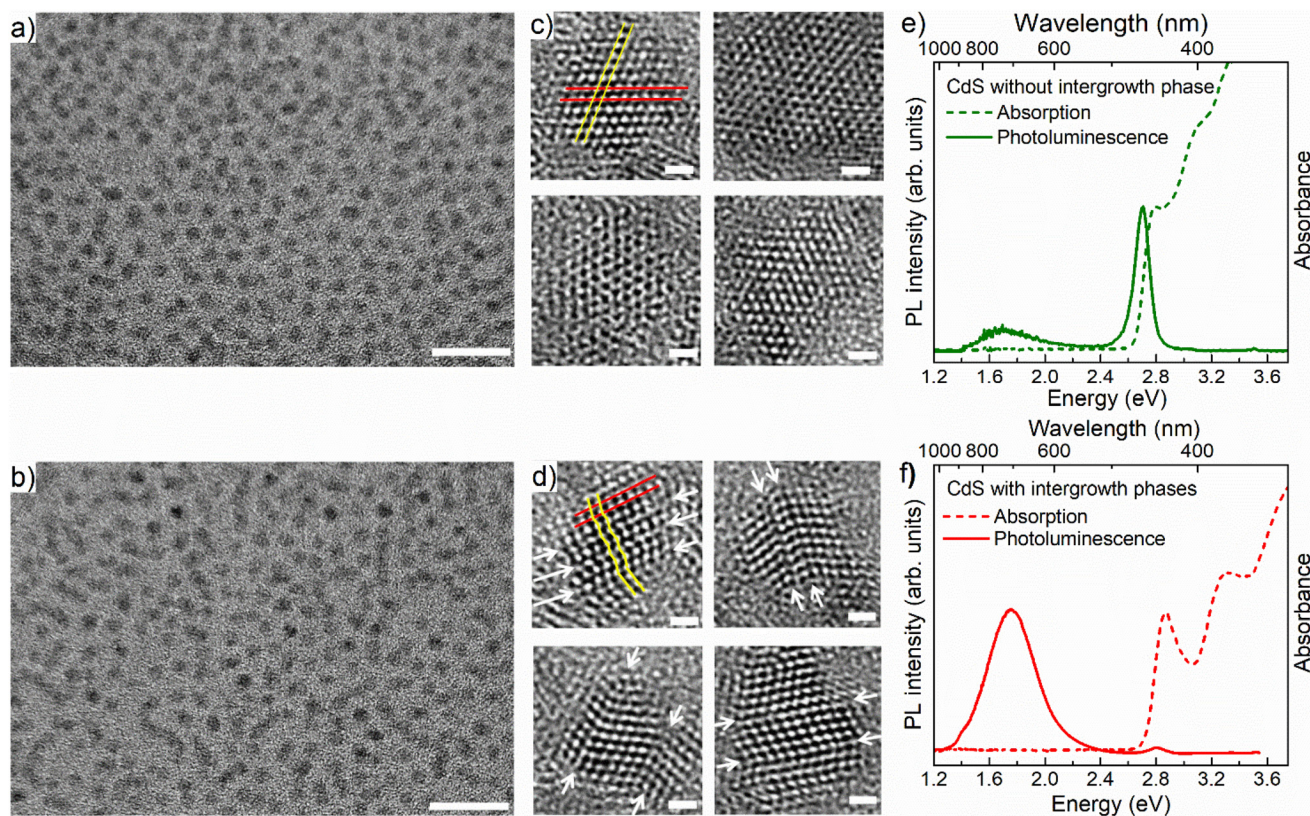 a)
c)
e)
Wavelength (nm)
1000 800 600 400
CdS without intergrowth phase
Absorption
Photoluminescence
PL intensity (arb. units)
Absorbance
1.2 1.6 2.0 2.4 2.8 3.2 3.6
Energy (eV)
b)
d)
f)
Wavelength (nm)
1000 800 600 400
CdS with intergrowth phases
Absorption
Photoluminescence
PL intensity (arb. units)
Absorbance
1.2 1.6 2.0 2.4 2.8 3.2 3.6
Energy (eV)